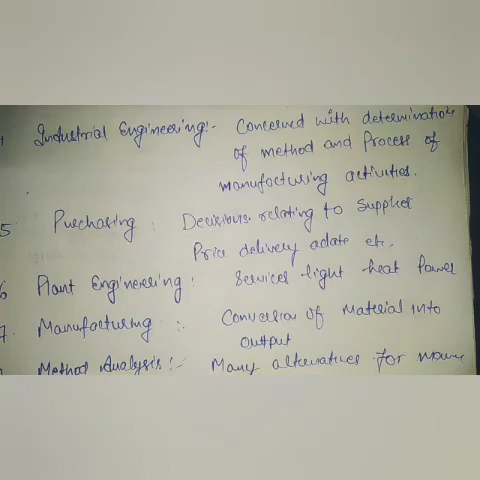 Industrial Engineering:- Concerned with determination
of method and Process of
manufacturing activities.
5 Purchasing : Decisions relating to Supplier
Price delivery adate etc,
6 Plant Engineering : Services light heat Power
7. Manufacturing :. Conversion of Material into
output
Method Analysis:- Many alternatives for